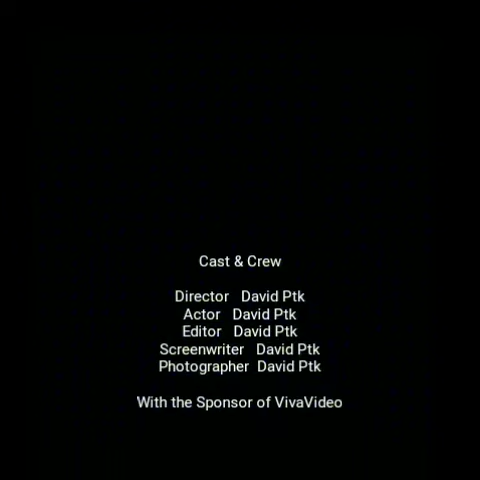 Cast & Crew
Director David Ptk
Actor David Ptk
Editor David Ptk
Screenwriter David Ptk
Photographer David Ptk
With the Sponsor of VivaVideo